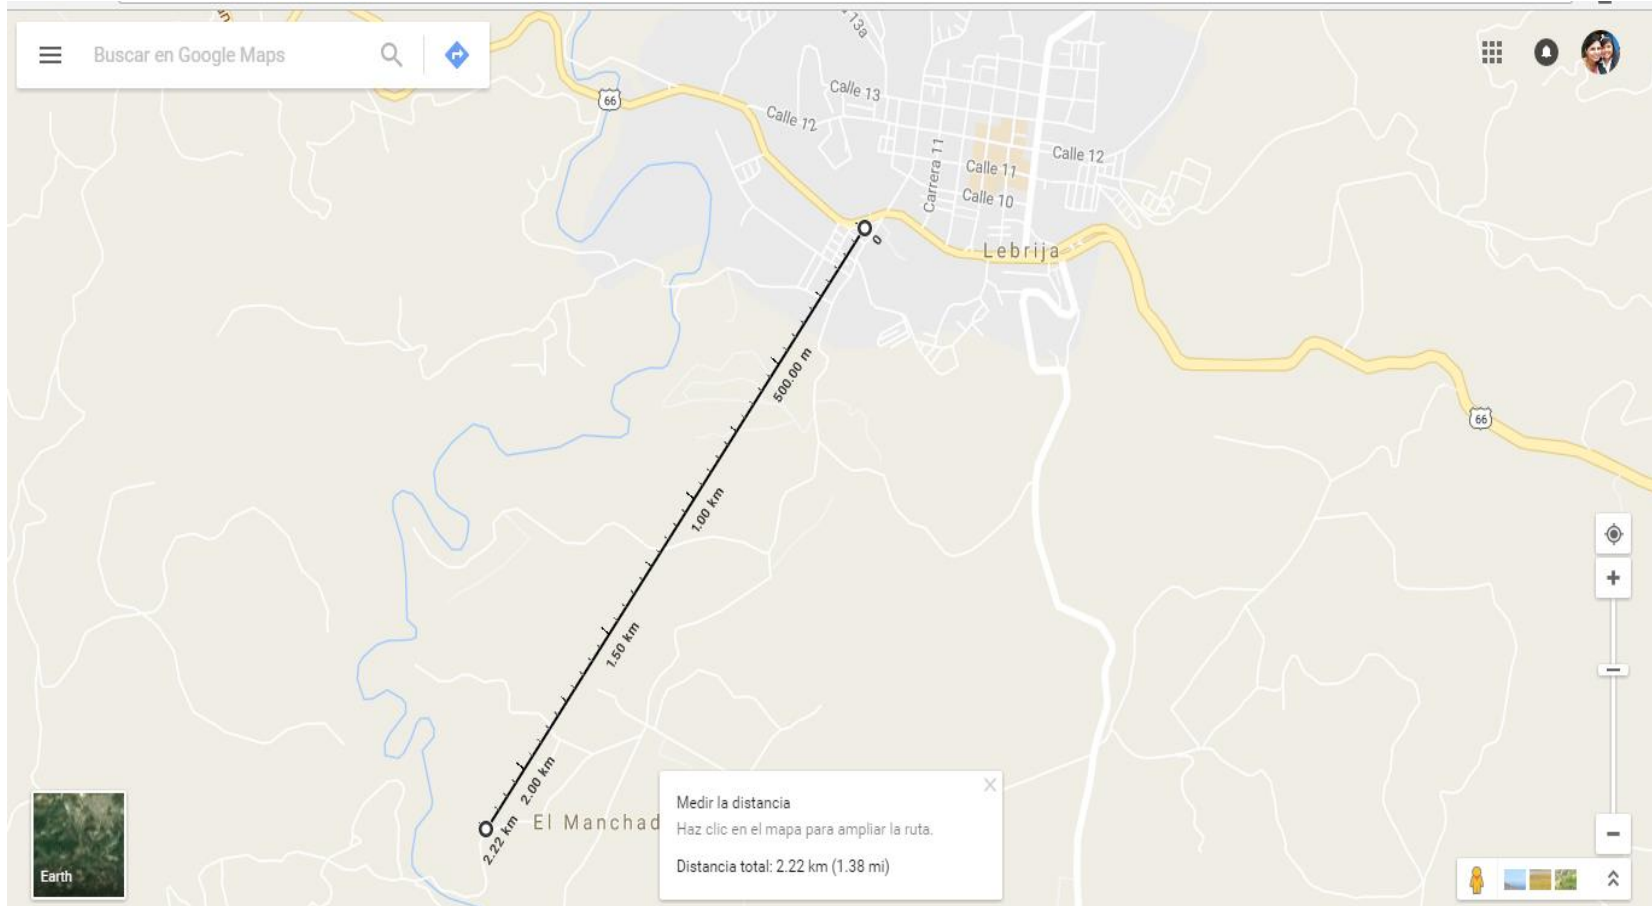 Buscar en Google Maps
13a
66
Calle 13
Calle 12
Carrera 11
Calle 12
Calle 11
Calle 10
Lebrija
0
500.00 m
66
1.00 km
1.50 km
2.00 km
2.22 km
El Manchad
Medir la distancia
Haz clic en el mapa para ampliar la ruta.
Distancia total: 2.22 km (1.38 mi)
Earth